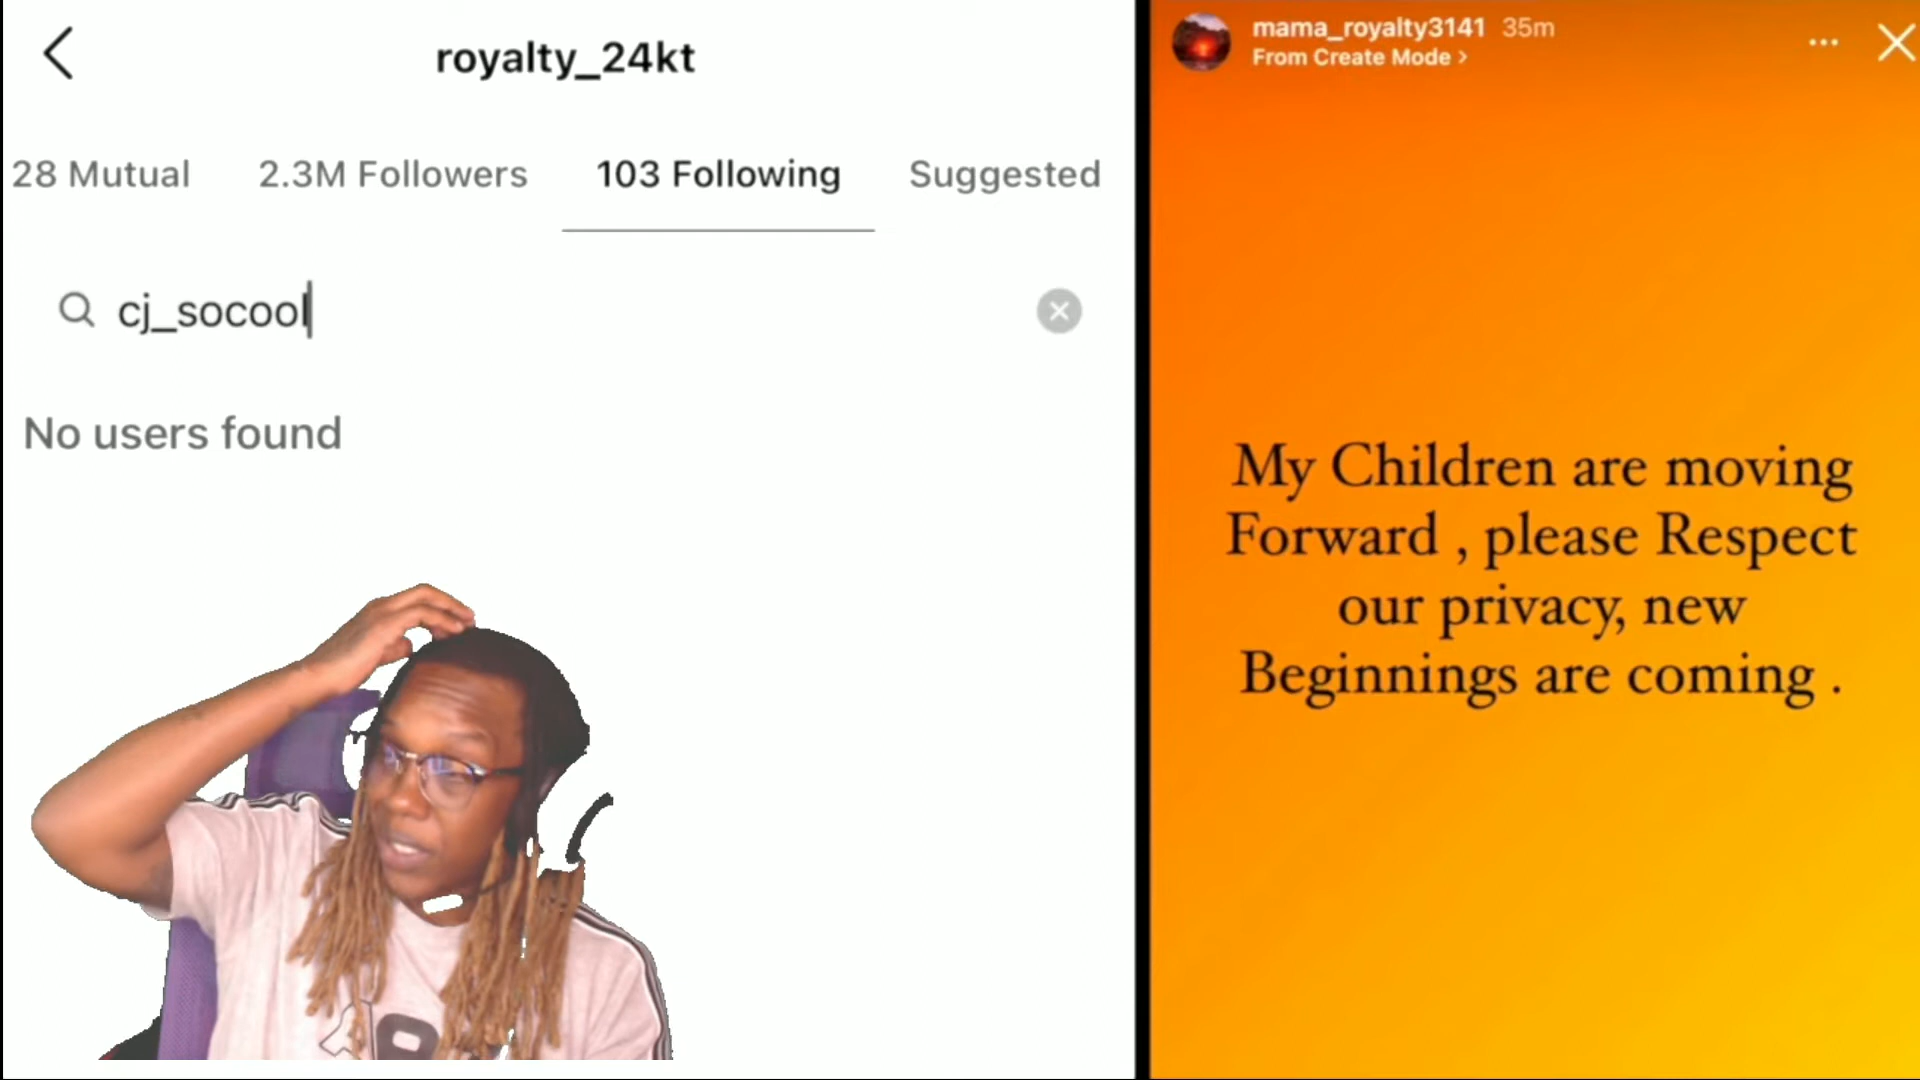 royalty_24kt
28 Mutual
2.3M Followers
103 Following
Suggested
cj_socool
No users found
mama_royalty3141 35m
From Create Mode >
My Children are moving
Forward , please Respect
our privacy, new
Beginnings are coming .